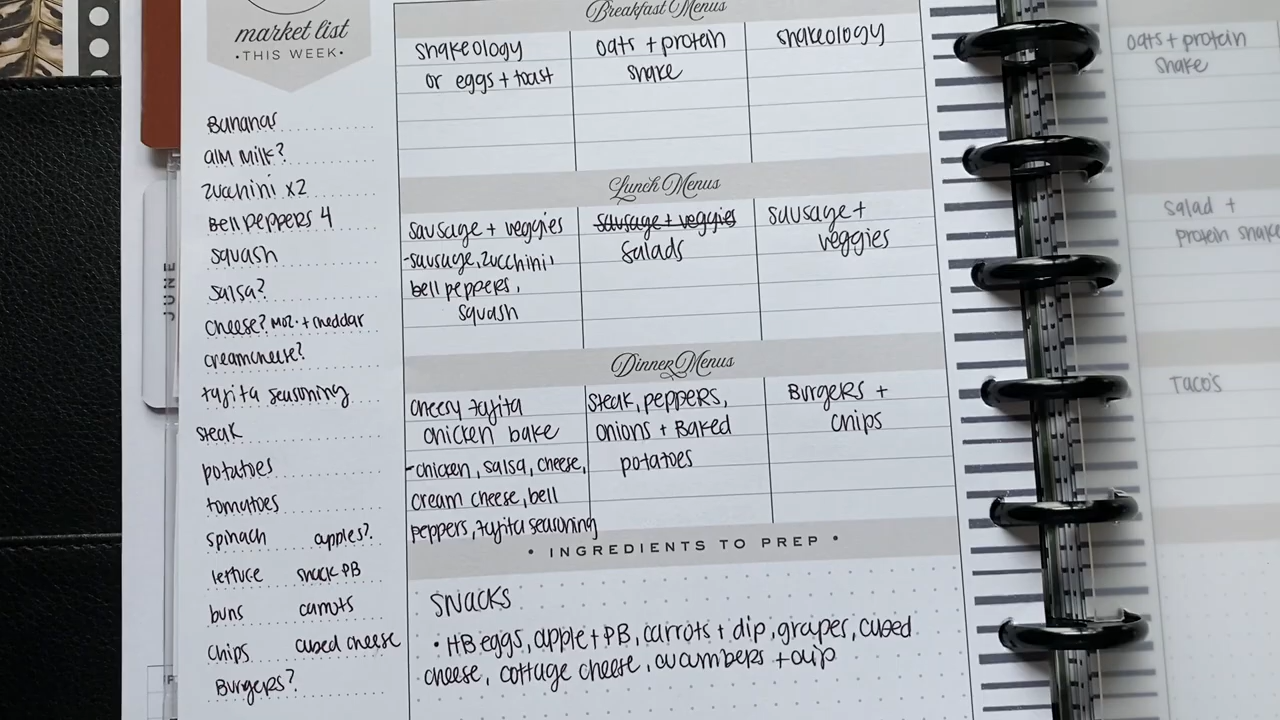 market list
•THIS WEEK•
Bananas
alm milk?
zucchini x2
Bell peppers 4
squash
salsa?
cheese? moz. + cheddar
creamcheese?
fajita seasoning
steak
potatoes
tomatoes
spinach apples?
lettuce snack PB
buns carrots
chips cubed cheese
Burgers?
JUNE
Breakfast Menus
shakeology
or eggs + toast
oats + protein
shake
shakeology
Lunch Menus
sausage + veggies
-sausage, zucchini,
bell peppers,
squash
sausage + veggies
salads
sausage +
veggies
Dinner Menus
cheesy fajita
chicken bake
-chicken, salsa, cheese,
cream cheese, bell
peppers, fajita seasoning
steak, peppers,
onions + Baked
potatoes
Burgers +
chips
• INGREDIENTS TO PREP •
SNACKS
• HB eggs, apple + PB, carrots + dip, grapes, cubed
cheese, cottage cheese, cucumbers + dip
oats + protein
shake
salad +
protein shake
Taco's